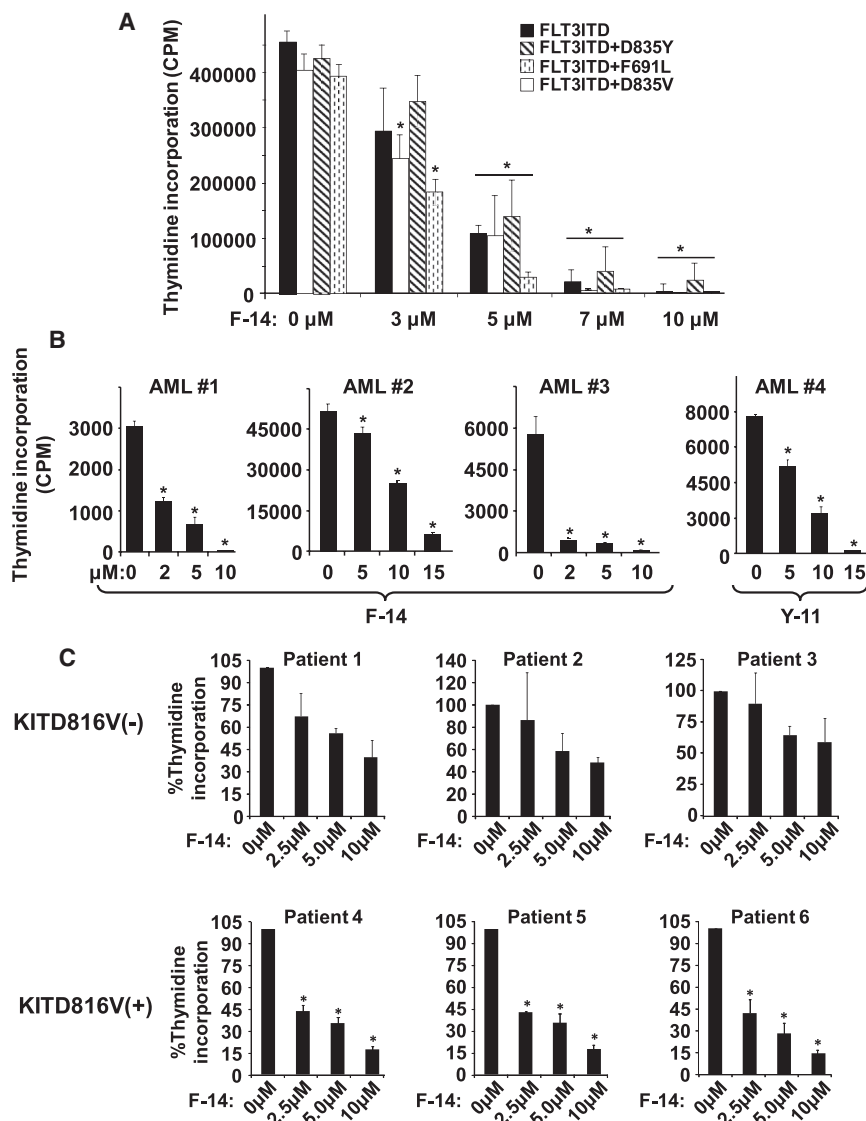 A
Thymidine incorporation (CPM)
400000
300000
200000
100000
0
FLT3ITD
FLT3ITD+D835Y
FLT3ITD+F691L
FLT3ITD+D835V
* * * * *
F-14: 0 µM 3 µM 5 µM 7 µM 10 µM
B
Thymidine incorporation
(CPM)
AML #1
3000
2000
1000
0
* * *
µM:0 2 5 10
AML #2
45000
30000
15000
0
* * *
0 5 10 15
AML #3
6000
4500
3000
1500
0
* * *
0 2 5 10
F-14
AML #4
8000
4500
3000
0
* * *
0 5 10 15
Y-11
C
KITD816V(-)
%Thymidine
incorporation
Patient 1
105
90
75
60
45
30
15
0
F-14: 0µM 2.5µM 5.0µM 10µM
Patient 2
140
120
100
80
60
40
20
0
F-14: 0µM 2.5µM 5.0µM 10µM
Patient 3
125
100
75
50
25
0
F-14: 0µM 2.5µM 5.0µM 10µM
KITD816V(+)
%Thymidine
incorporation
Patient 4
105
90
75
60
45
30
15
0
* * *
F-14: 0µM 2.5µM 5.0µM 10µM
Patient 5
105
90
75
60
45
30
15
0
* * *
F-14: 0µM 2.5µM 5.0µM 10µM
Patient 6
105
90
75
60
45
30
15
0
* * *
F-14: 0µM 2.5µM 5.0µM 10µM